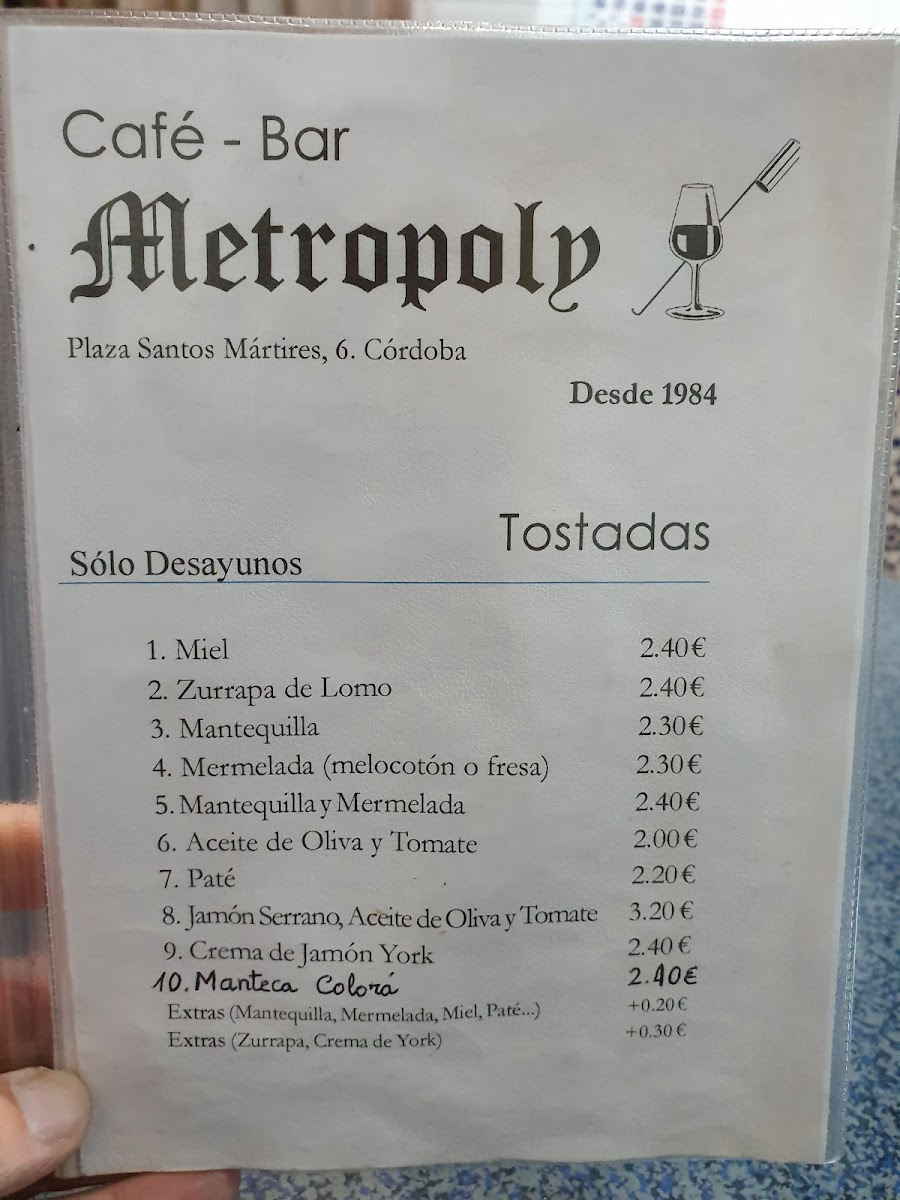 Café - Bar
Metropoly
Plaza Santos Mártires, 6. Córdoba
Desde 1984
Tostadas
Sólo Desayunos
1. Miel 2.40€
2. Zurrapa de Lomo 2.40€
3. Mantequilla 2.30€
4. Mermelada (melocotón o fresa) 2.30€
5. Mantequilla y Mermelada 2.40€
6. Aceite de Oliva y Tomate 2.00€
7. Paté 2.20€
8. Jamón Serrano, Aceite de Oliva y Tomate 3.20€
9. Crema de Jamón York 2.40€
10. Manteca Colorá 2.40€
Extras (Mantequilla, Mermelada, Miel, Paté...) +0.20€
Extras (Zurrapa, Crema de York) +0.30€